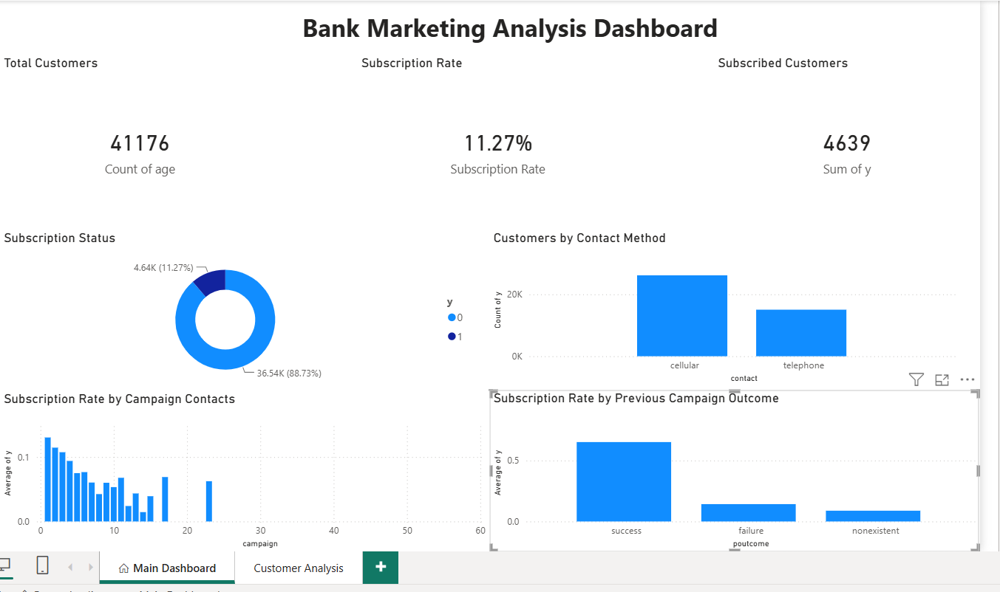 Bank Marketing Analysis Dashboard
Total Customers
Subscription Rate
Subscribed Customers
41176
Count of age
11.27%
Subscription Rate
4639
Sum of y
Subscription Status
4.64K (11.27%)
36.54K (88.73%)
y
0
1
Customers by Contact Method
Count of y
20K
0K
cellular
telephone
contact
Subscription Rate by Campaign Contacts
Average of y
0.1
0.0
0
10
20
30
40
50
60
campaign
Subscription Rate by Previous Campaign Outcome
Average of y
0.5
0.0
success
failure
nonexistent
poutcome
Main Dashboard
Customer Analysis